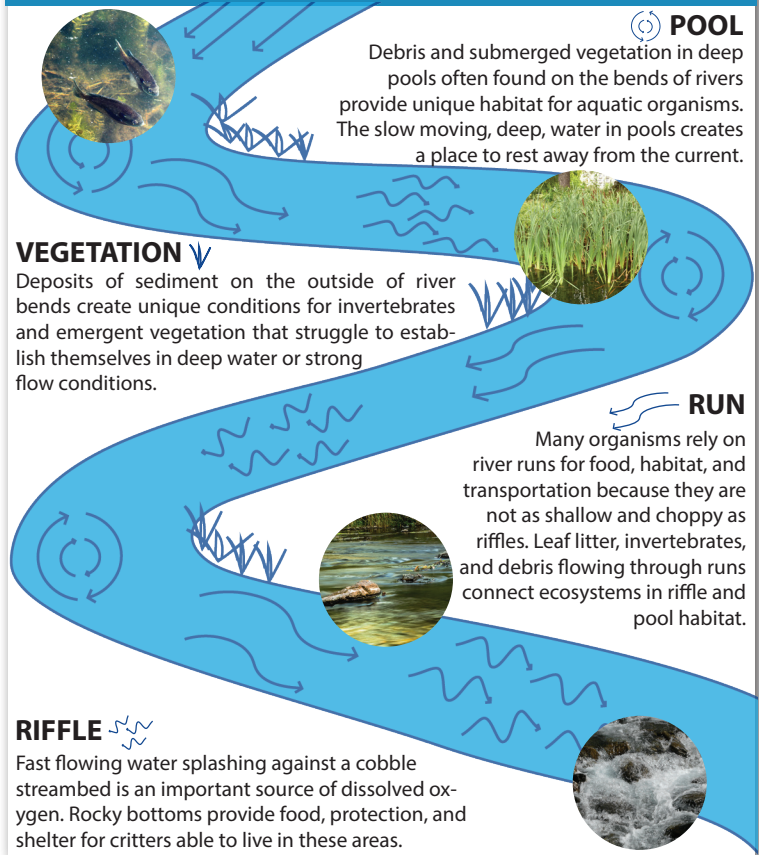 POOL
Debris and submerged vegetation in deep
pools often found on the bends of rivers
provide unique habitat for aquatic organisms.
The slow moving, deep, water in pools creates
a place to rest away from the current.
VEGETATION
Deposits of sediment on the outside of river
bends create unique conditions for invertebrates
and emergent vegetation that struggle to estab-
lish themselves in deep water or strong
flow conditions.
RUN
Many organisms rely on
river runs for food, habitat, and
transportation because they are
not as shallow and choppy as
riffles. Leaf litter, invertebrates,
and debris flowing through runs
connect ecosystems in riffle and
pool habitat.
RIFFLE
Fast flowing water splashing against a cobble
streambed is an important source of dissolved ox-
ygen. Rocky bottoms provide food, protection, and
shelter for critters able to live in these areas.